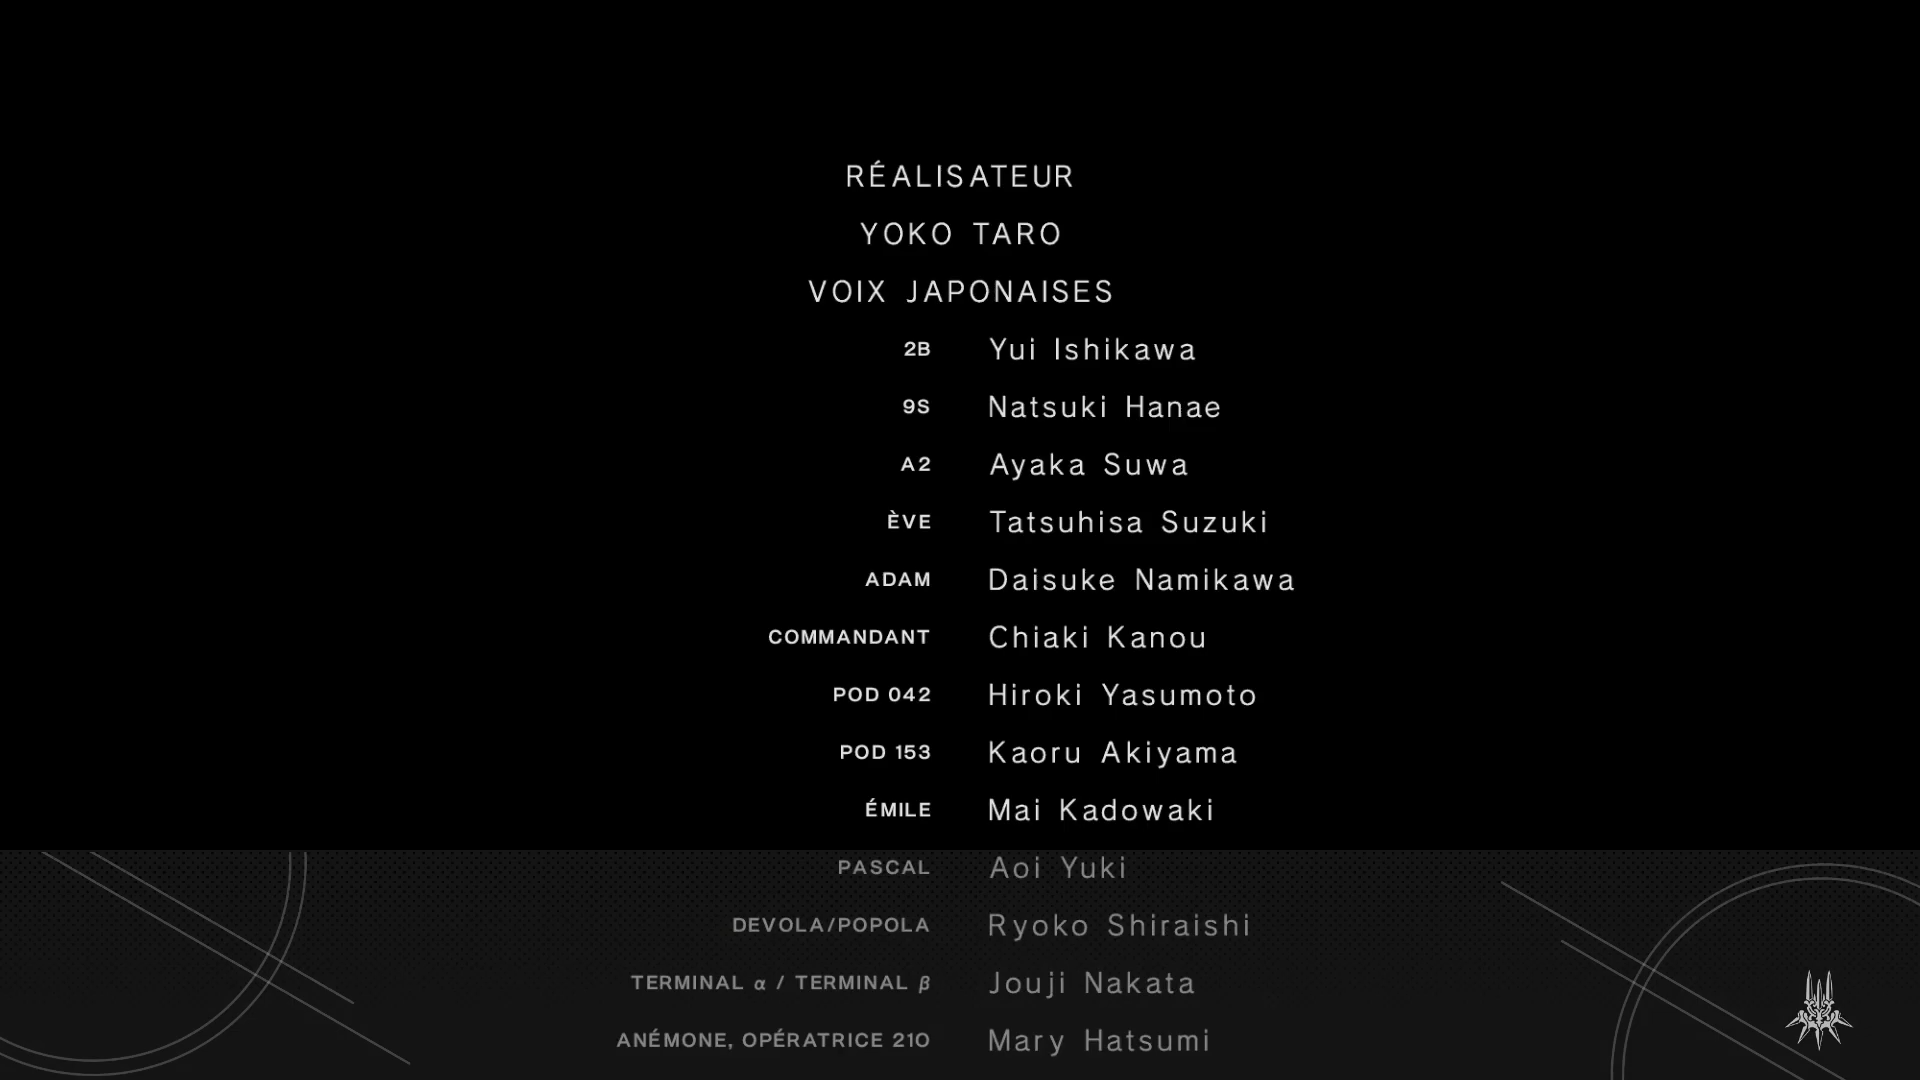 RÉALISATEUR
YOKO TARO
VOIX JAPONAISES
2B Yui Ishikawa
9S Natsuki Hanae
A2 Ayaka Suwa
ÈVE Tatsuhisa Suzuki
ADAM Daisuke Namikawa
COMMANDANT Chiaki Kanou
POD 042 Hiroki Yasumoto
POD 153 Kaoru Akiyama
ÉMILE Mai Kadowaki
PASCAL Aoi Yuki
DEVOLA/POPOLA Ryoko Shiraishi
TERMINAL α / TERMINAL β Jouji Nakata
ANÉMONE, OPÉRATRICE 21O Mary Hatsumi